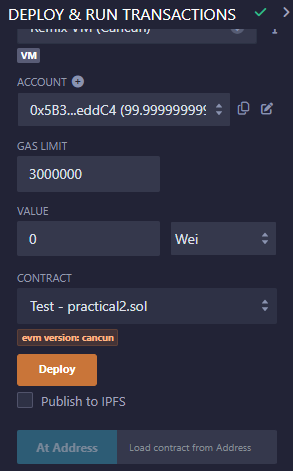 DEPLOY & RUN TRANSACTIONS
Remix VM (Cancun)
VM
ACCOUNT
0x5B3...eddC4 (99.9999999999
GAS LIMIT
3000000
VALUE
0
Wei
CONTRACT
Test - practical2.sol
evm version: cancun
Deploy
Publish to IPFS
At Address
Load contract from Address